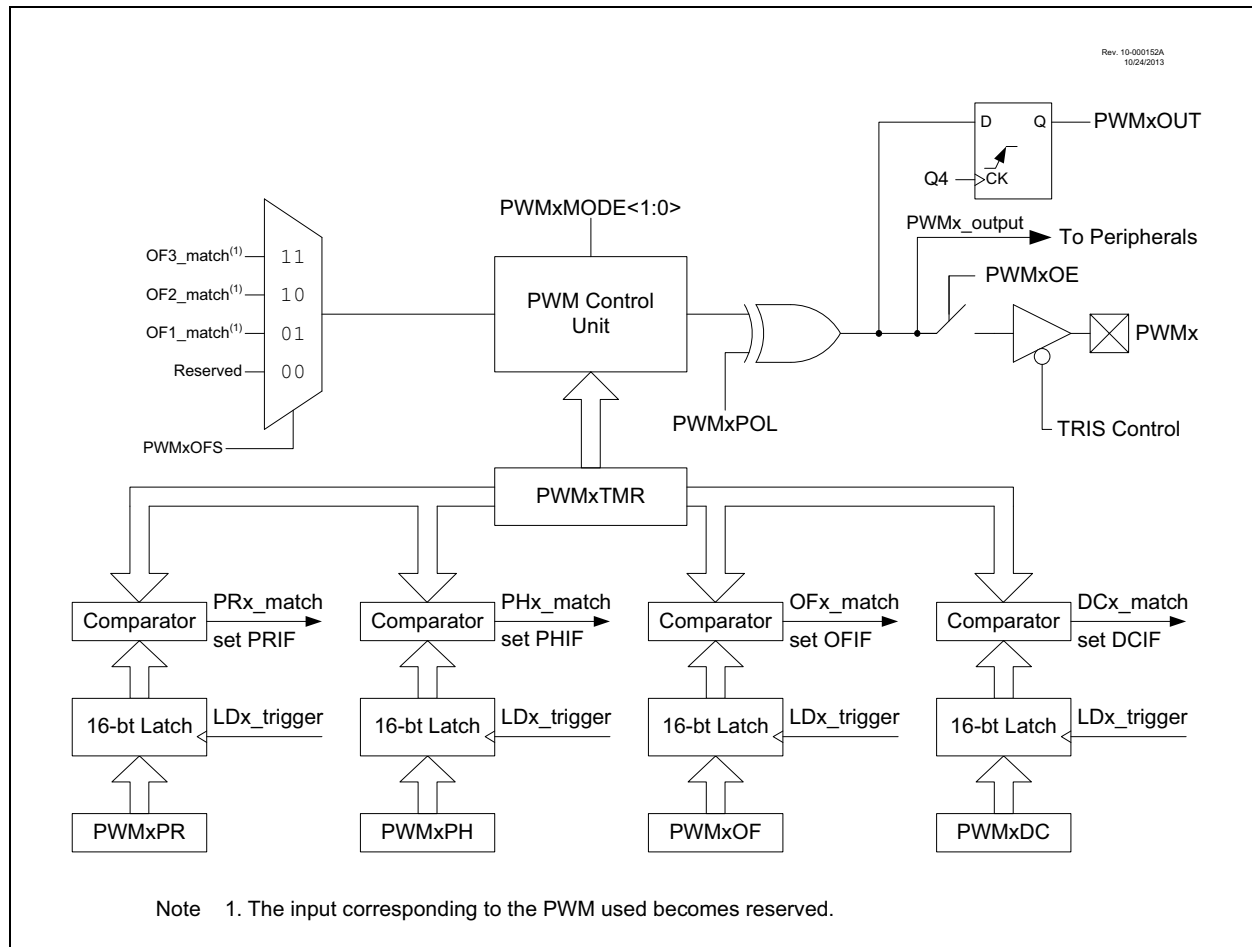 Rev. 10-000152A
10/24/2013
D Q
PWMxOUT
Q4
CK
PWMxMODE<1:0>
PWMx_output
To Peripherals
OF3_match(1) 11
OF2_match(1) 10
OF1_match(1) 01
Reserved 00
PWMxOFS
PWM Control
Unit
PWMxOE
PWMx
PWMxPOL
TRIS Control
PWMxTMR
Comparator
PRx_match
set PRIF
Comparator
PHx_match
set PHIF
Comparator
OFx_match
set OFIF
Comparator
DCx_match
set DCIF
16-bt Latch
LDx_trigger
16-bt Latch
LDx_trigger
16-bt Latch
LDx_trigger
16-bt Latch
LDx_trigger
PWMxPR
PWMxPH
PWMxOF
PWMxDC
Note 1. The input corresponding to the PWM used becomes reserved.